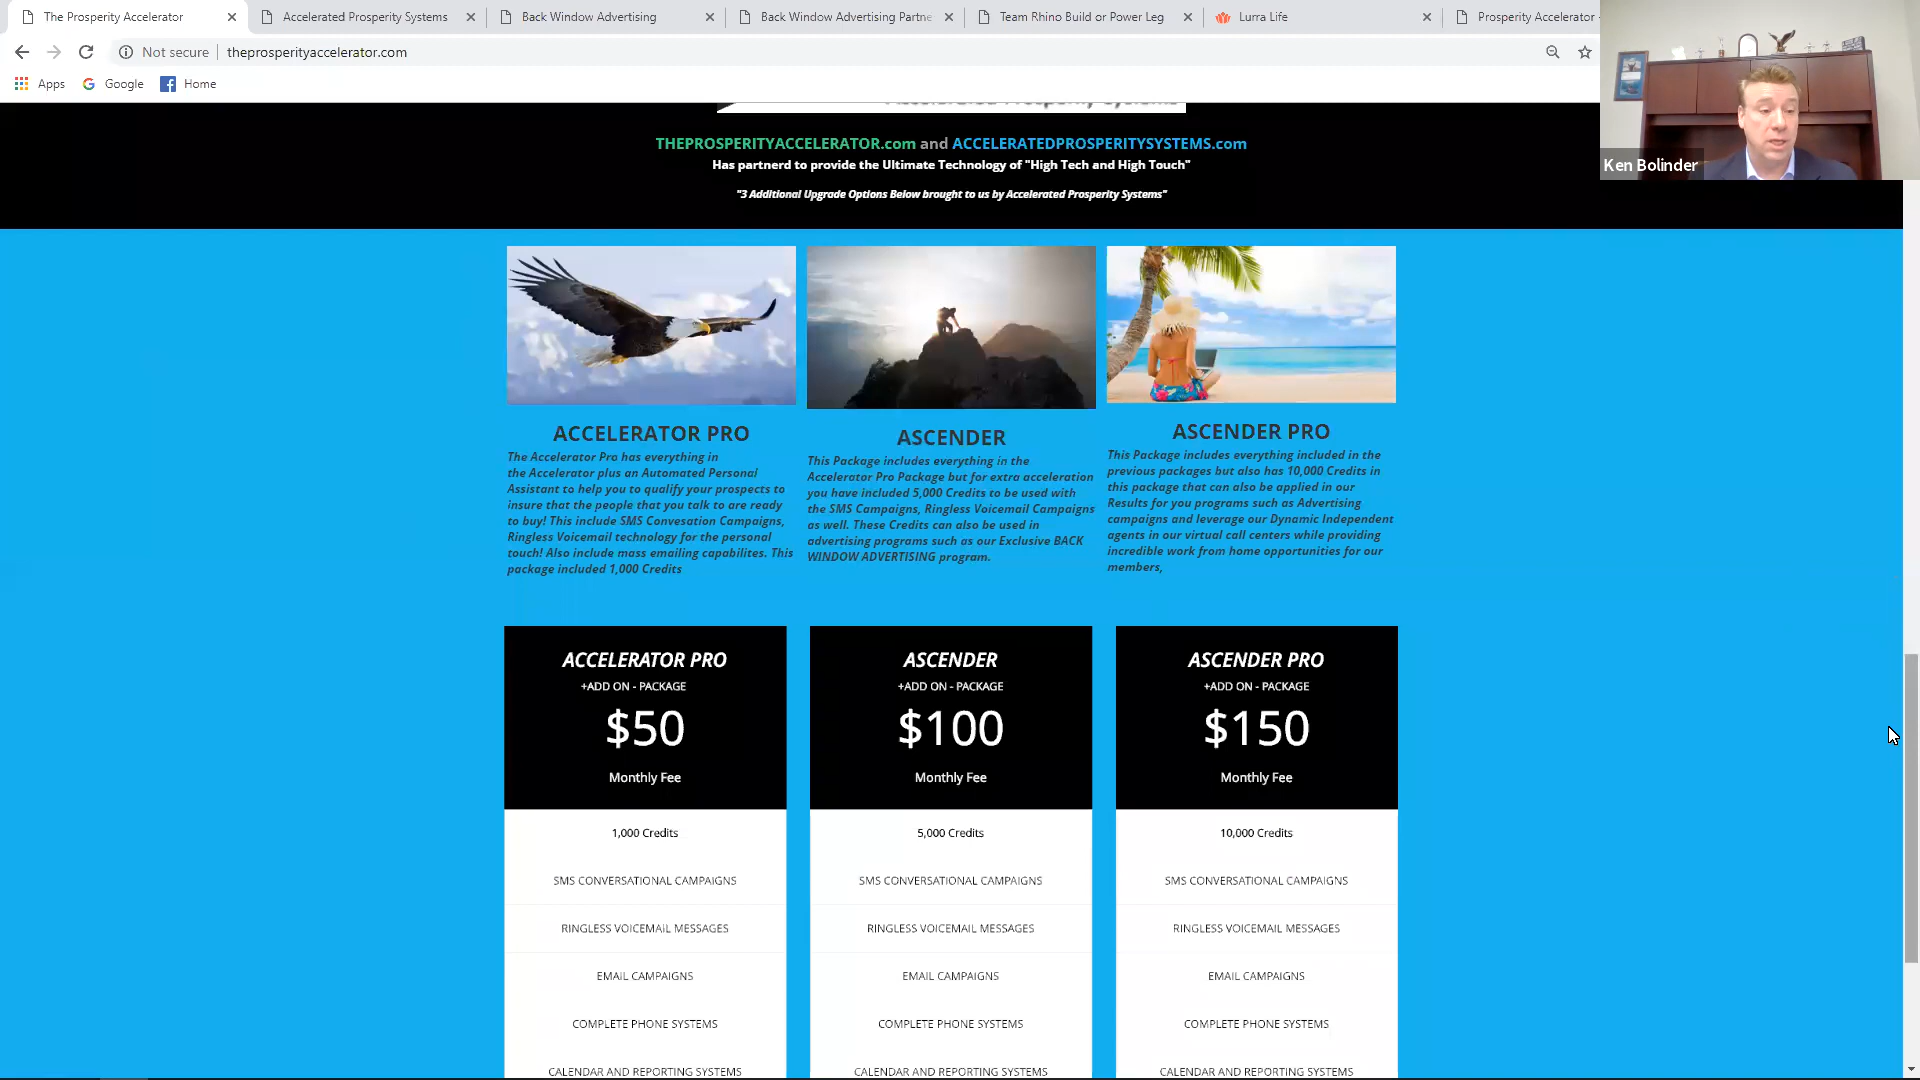 The Prosperity Accelerator
Accelerated Prosperity Systems
Back Window Advertising
Back Window Advertising Partne
Team Rhino Build or Power Leg
Lurra Life
Prosperity Accelerator
Not secure
theprosperityaccelerator.com
Apps
Google
Home
Ken Bolinder
Accelerated Prosperity Systems
THEPROSPERITYACCELERATOR.com and ACCELERATEDPROSPERITYSYSTEMS.com
Has partnerd to provide the Ultimate Technology of "High Tech and High Touch"
"3 Additional Upgrade Options Below brought to us by Accelerated Prosperity Systems"
ACCELERATOR PRO
The Accelerator Pro has everything in
the Accelerator plus an Automated Personal
Assistant to help you to qualify your prospects to
insure that the people that you talk to are ready
to buy! This include SMS Convesation Campaigns,
Ringless Voicemail technology for the personal
touch! Also include mass emailing capabilites. This
package included 1,000 Credits
ASCENDER
This Package includes everything in the
Accelerator Pro Package but for extra acceleration
you have included 5,000 Credits to be used with
the SMS Campaigns, Ringless Voicemail Campaigns
as well. These Credits can also be used in
advertising programs such as our Exclusive BACK
WINDOW ADVERTISING program.
ASCENDER PRO
This Package includes everything included in the
previous packages but also has 10,000 Credits in
this package that can also be applied in our
Results for you programs such as Advertising
campaigns and leverage our Dynamic Independent
agents in our virtual call centers while providing
incredible work from home opportunities for our
members,
ACCELERATOR PRO
+ADD ON - PACKAGE
$50
Monthly Fee
1,000 Credits
SMS CONVERSATIONAL CAMPAIGNS
RINGLESS VOICEMAIL MESSAGES
EMAIL CAMPAIGNS
COMPLETE PHONE SYSTEMS
CALENDAR AND REPORTING SYSTEMS
ASCENDER
+ADD ON - PACKAGE
$100
Monthly Fee
5,000 Credits
SMS CONVERSATIONAL CAMPAIGNS
RINGLESS VOICEMAIL MESSAGES
EMAIL CAMPAIGNS
COMPLETE PHONE SYSTEMS
CALENDAR AND REPORTING SYSTEMS
ASCENDER PRO
+ADD ON - PACKAGE
$150
Monthly Fee
10,000 Credits
SMS CONVERSATIONAL CAMPAIGNS
RINGLESS VOICEMAIL MESSAGES
EMAIL CAMPAIGNS
COMPLETE PHONE SYSTEMS
CALENDAR AND REPORTING SYSTEMS